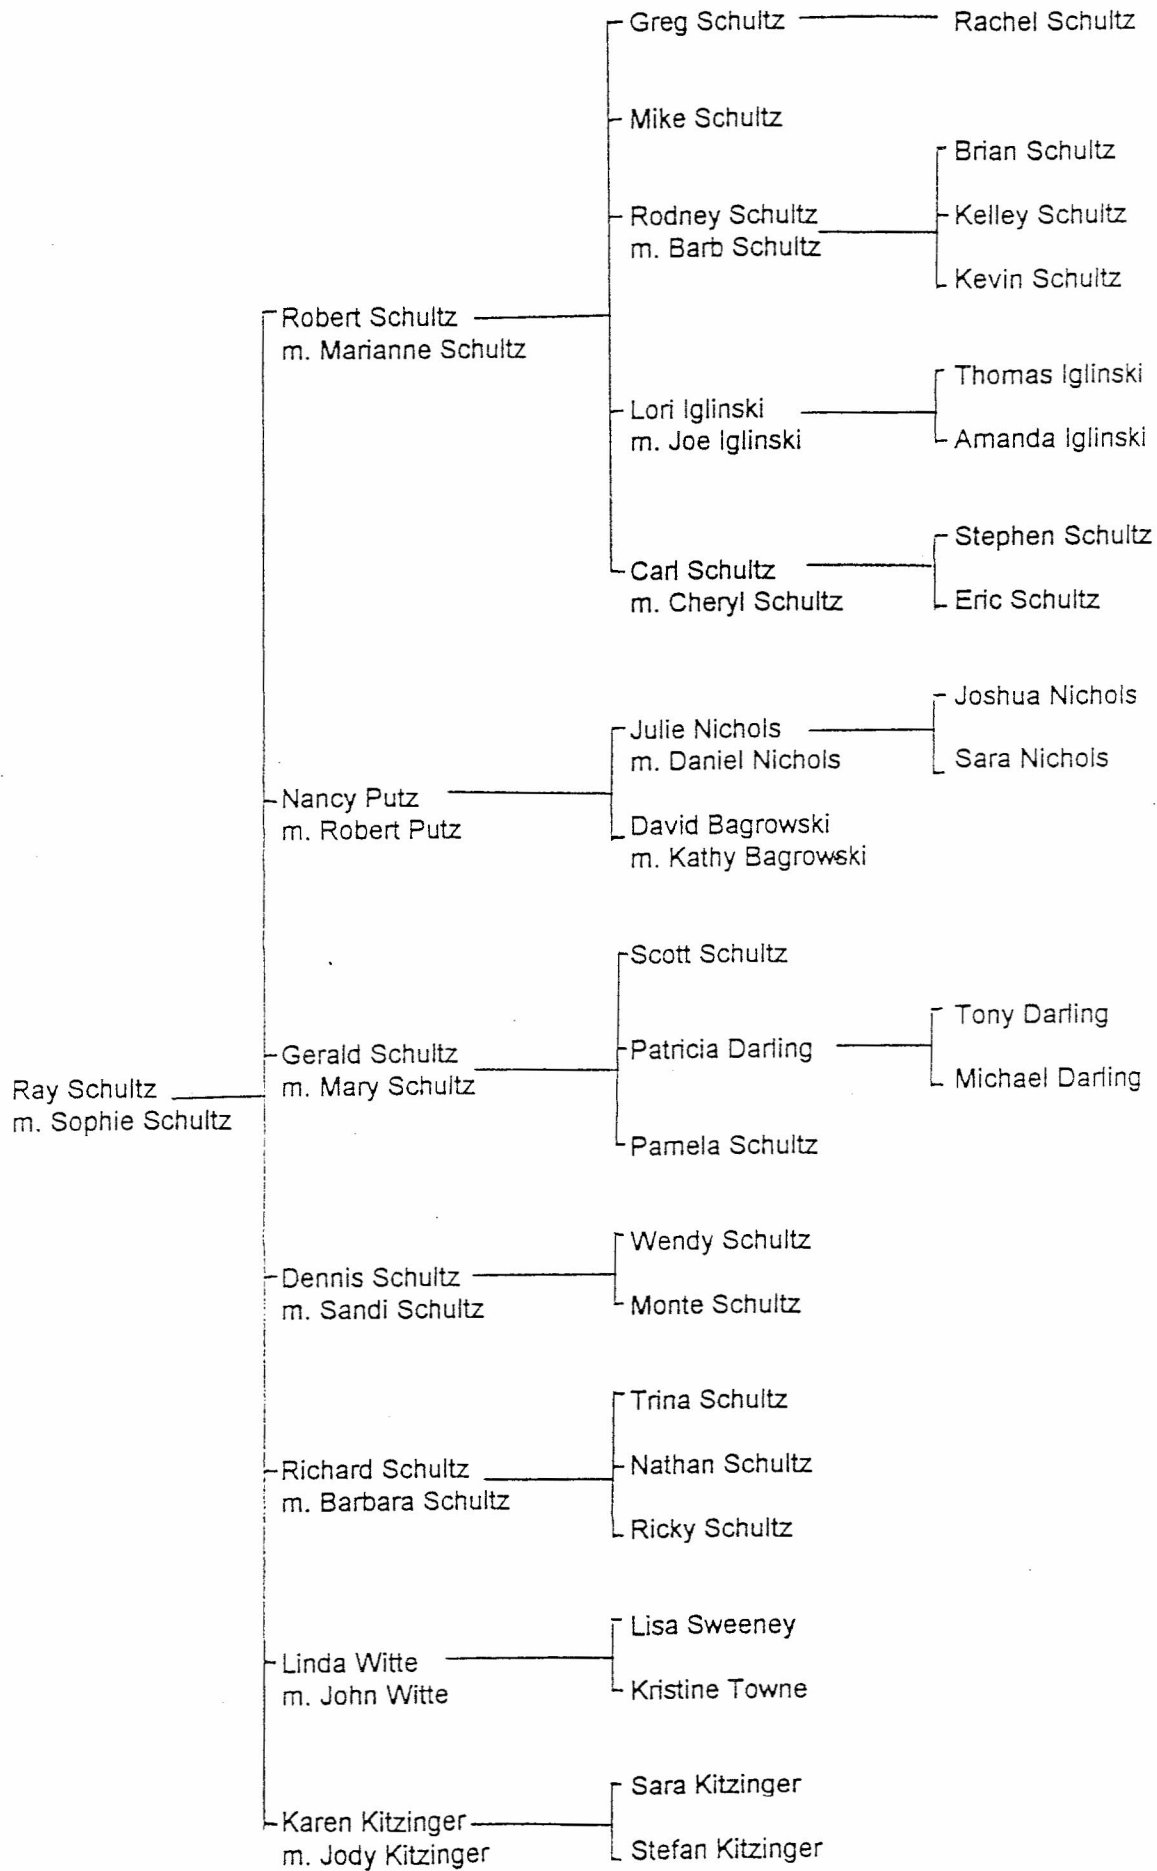 Greg Schultz
Rachel Schultz
Mike Schultz
Brian Schultz
Rodney Schultz
m. Barb Schultz
Kelley Schultz
Kevin Schultz
Robert Schultz
m. Marianne Schultz
Thomas Iglinski
Lori Iglinski
m. Joe Iglinski
Amanda Iglinski
Stephen Schultz
Carl Schultz
m. Cheryl Schultz
Eric Schultz
Joshua Nichols
Julie Nichols
m. Daniel Nichols
Sara Nichols
Nancy Putz
m. Robert Putz
David Bagrowski
m. Kathy Bagrowski
Scott Schultz
Tony Darling
Patricia Darling
Michael Darling
Gerald Schultz
m. Mary Schultz
Ray Schultz
m. Sophie Schultz
Pamela Schultz
Wendy Schultz
Dennis Schultz
m. Sandi Schultz
Monte Schultz
Trina Schultz
Richard Schultz
m. Barbara Schultz
Nathan Schultz
Ricky Schultz
Lisa Sweeney
Linda Witte
m. John Witte
Kristine Towne
Sara Kitzinger
Karen Kitzinger
m. Jody Kitzinger
Stefan Kitzinger